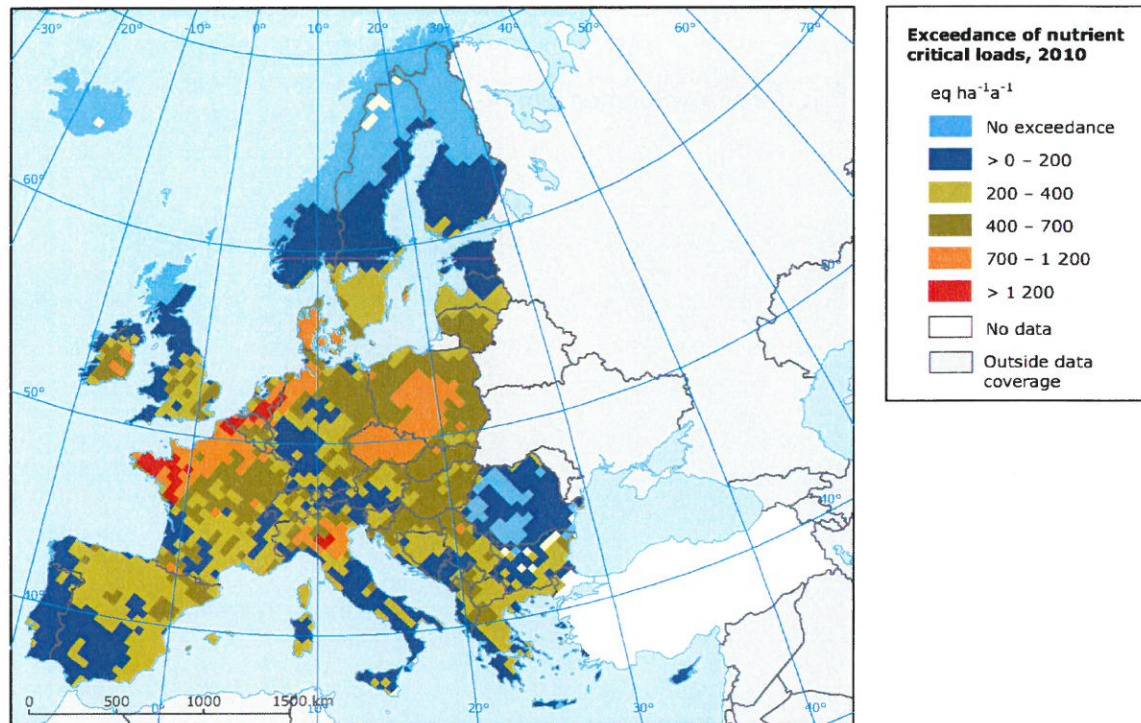 -30°
-20°
-10°
0°
10°
20°
30°
40°
50°
60°
70°
60°
50°
50°
40°
40°
0 500 1000 1500 km
10°
20°
30°
40°
Exceedance of nutrient
critical loads, 2010
eq ha⁻¹a⁻¹
No exceedance
> 0 – 200
200 – 400
400 – 700
700 – 1 200
> 1 200
No data
Outside data
coverage